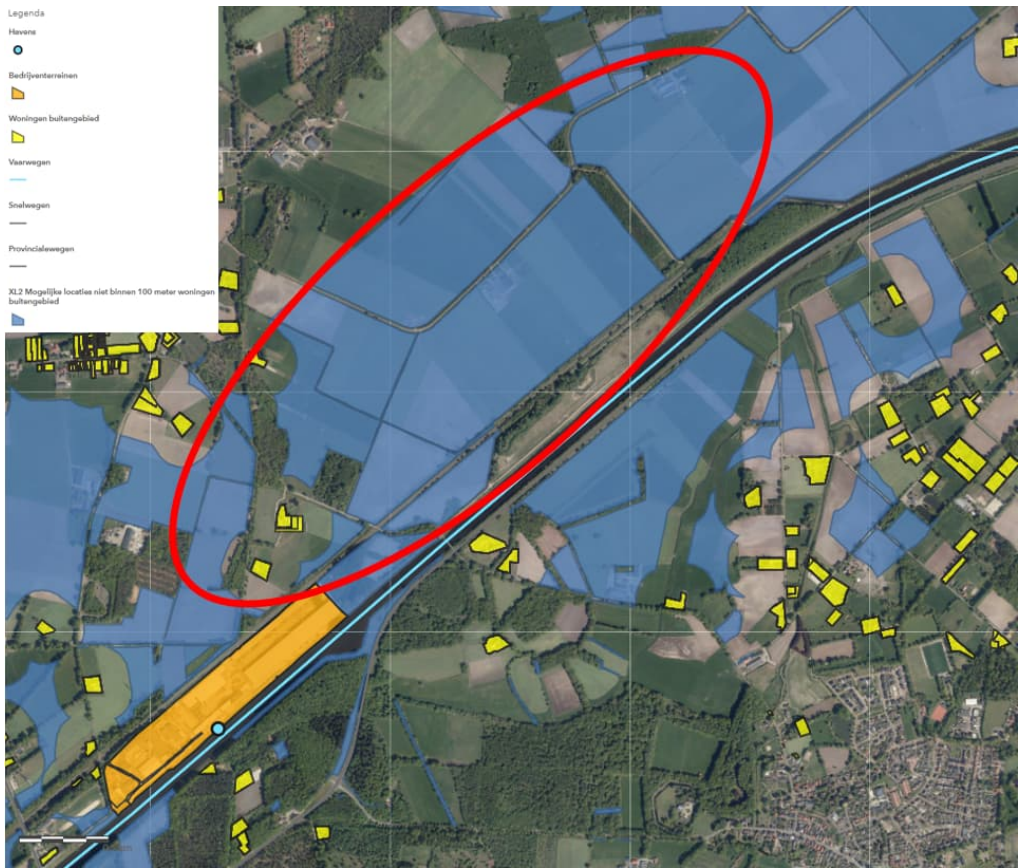 Legenda
Havens
Bedrijventerreinen
Woningen buitengebied
Vaarwegen
Snelwegen
Provincialewegen
XL2 Mogelijke locaties niet binnen 100 meter woningen
buitengebied